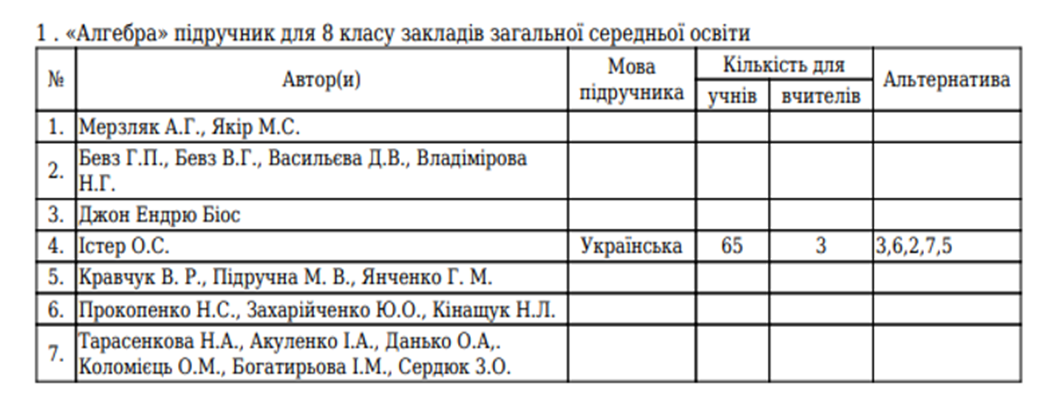 1 . «Алгебра» підручник для 8 класу закладів загальної середньої освіти
№ Автор(и) Мова підручника Кількість для Альтернатива
учнів вчителів
1. Мерзляк А.Г., Якір М.С.
2. Бевз Г.П., Бевз В.Г., Васильєва Д.В., Владімірова
Н.Г.
3. Джон Ендрю Біос
4. Істер О.С. Українська 65 3 3,6,2,7,5
5. Кравчук В. Р., Підручна М. В., Янченко Г. М.
6. Прокопенко Н.С., Захарійченко Ю.О., Кінащук Н.Л.
7. Тарасенкова Н.А., Акуленко І.А., Данько О.А,.
Коломієць О.М., Богатирьова І.М., Сердюк З.О.